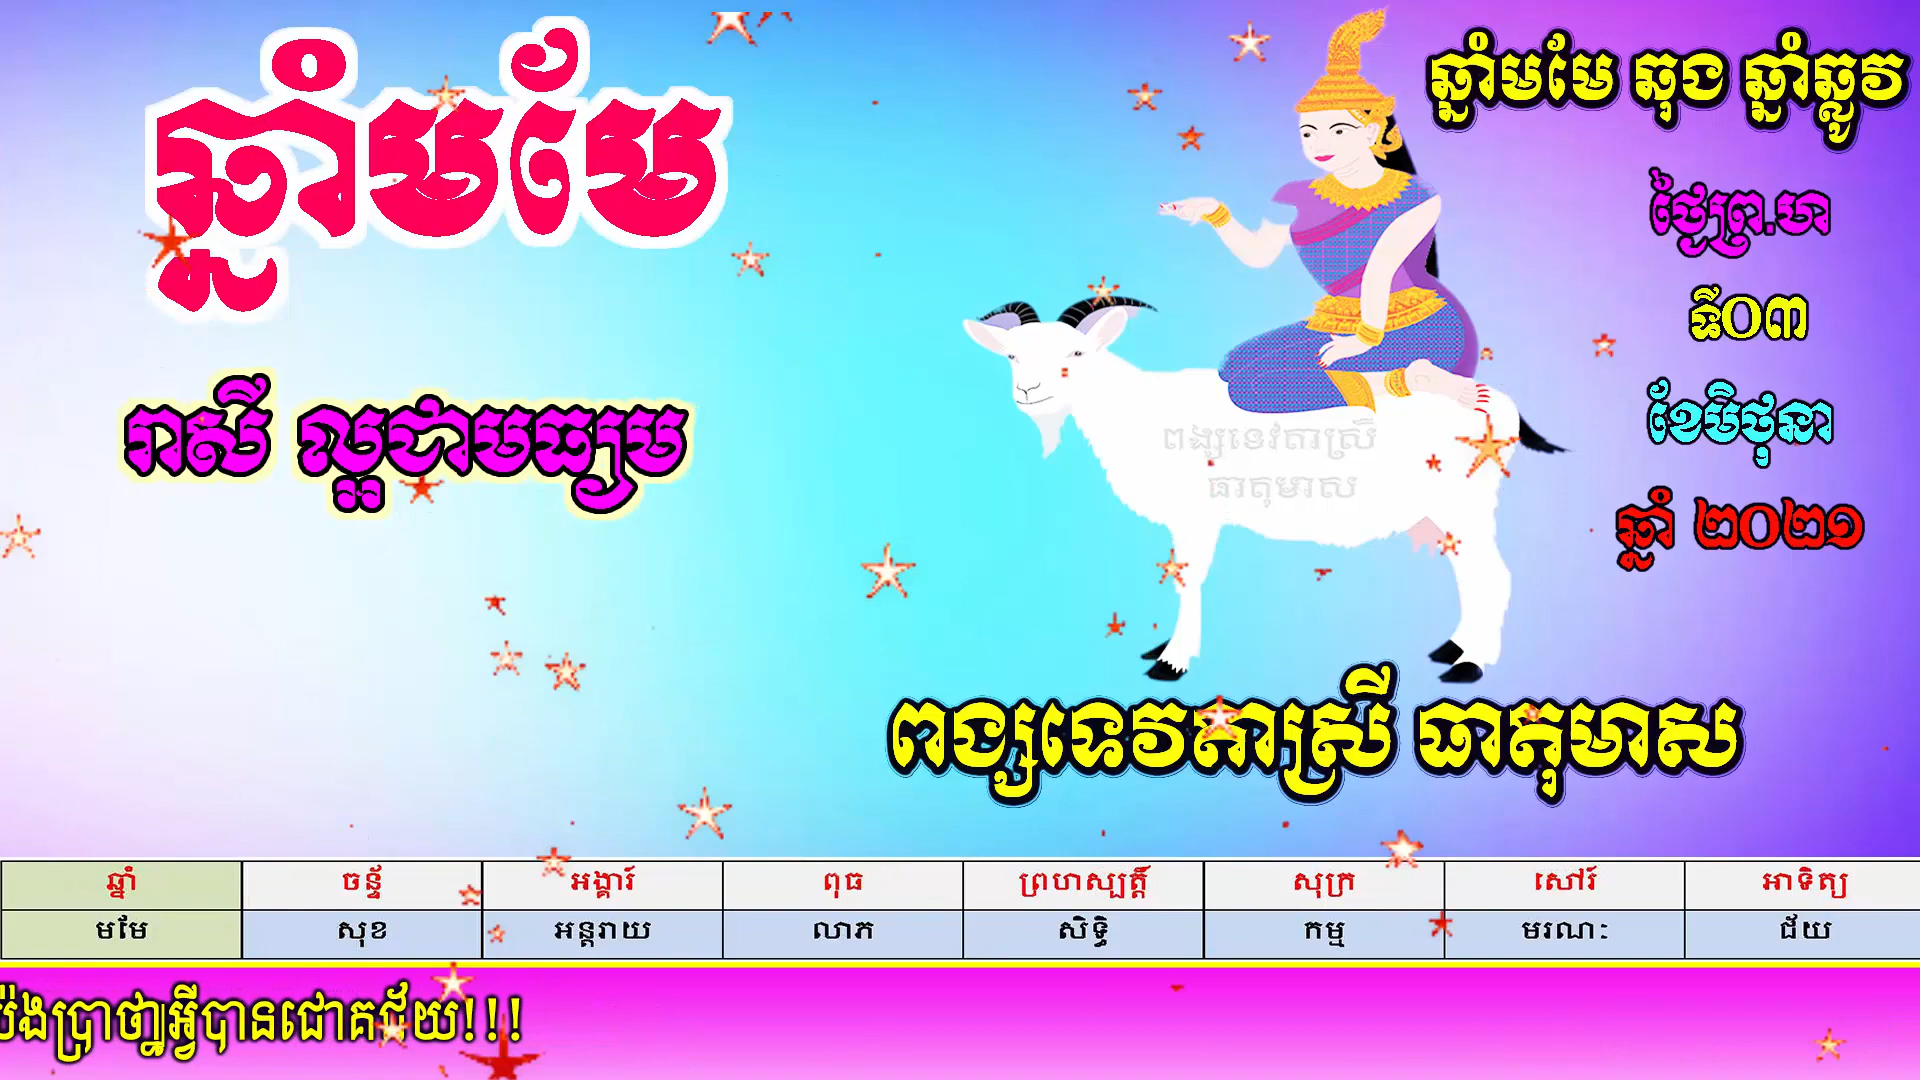 ឆ្នាំមមែ
រាសី ល្អជាមធ្យម
ឆ្នាំមមែ ឆុង ឆ្នាំឆ្លូវ
ថ្ងៃព្រ.ហ
ទី០៣
ខែមិថុនា
ឆ្នាំ ២០២១
ពង្សទេវតាស្រី
ធាតុមាស
ពង្សទេវតាស្រី ធាតុមាស
ឆ្នាំ ចន្ទ័ អង្គារ៍ ពុធ ព្រហស្បត្តិ៍ សុក្រ សៅរ៍ អាទិត្យ
មមែ សុខ អន្តរាយ លាភ សិទ្ធិ កម្ម មរណៈ ជ័យ
ប៉ងប្រាថ្នាអ្វីបានជោគជ័យ!!!